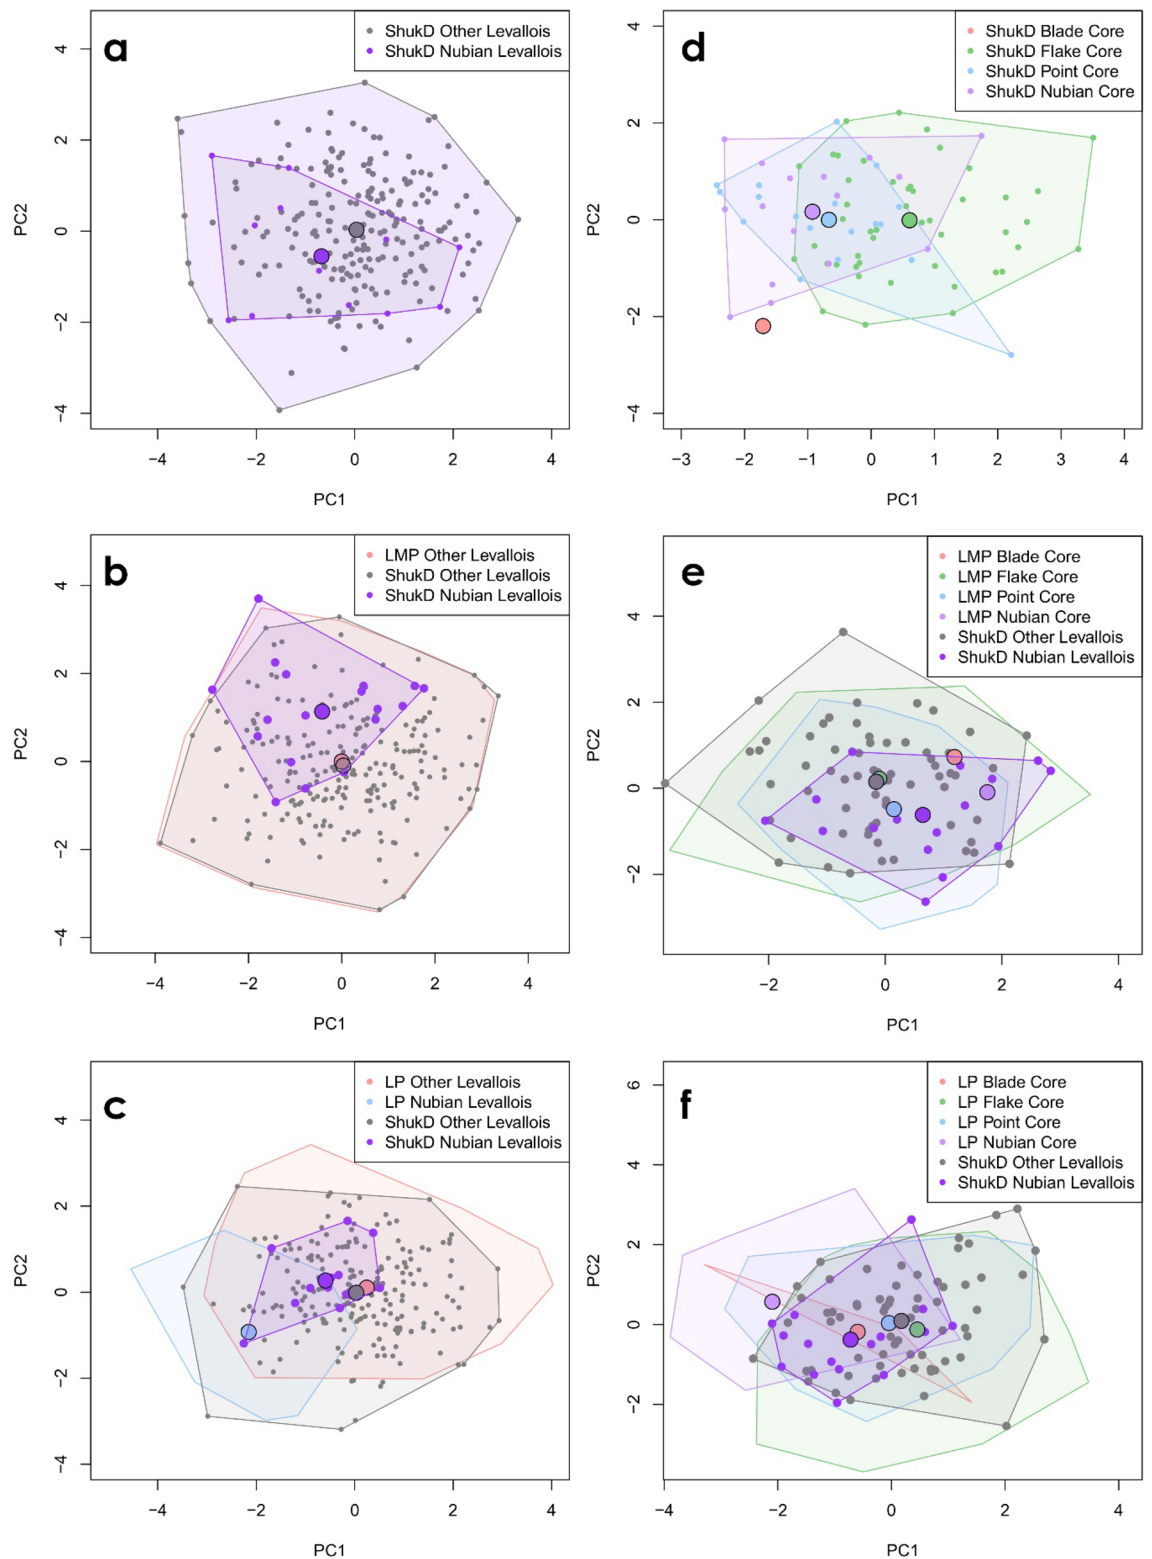 a
ShukD Other Levallois
ShukD Nubian Levallois
4
2
0
−2
−4
PC2
−4 −2 0 2 4
PC1
d
ShukD Blade Core
ShukD Flake Core
ShukD Point Core
ShukD Nubian Core
4
2
0
−2
−4
PC2
−3 −2 −1 0 1 2 3 4
PC1
b
LMP Other Levallois
ShukD Other Levallois
ShukD Nubian Levallois
4
2
0
−2
−4
PC2
−4 −2 0 2 4
PC1
e
LMP Blade Core
LMP Flake Core
LMP Point Core
LMP Nubian Core
ShukD Other Levallois
ShukD Nubian Levallois
4
2
0
−2
PC2
−2 0 2 4
PC1
c
LP Other Levallois
LP Nubian Levallois
ShukD Other Levallois
ShukD Nubian Levallois
4
2
0
−2
−4
PC2
−4 −2 0 2 4
PC1
f
LP Blade Core
LP Flake Core
LP Point Core
LP Nubian Core
ShukD Other Levallois
ShukD Nubian Levallois
6
4
2
0
−2
PC2
−4 −2 0 2 4
PC1